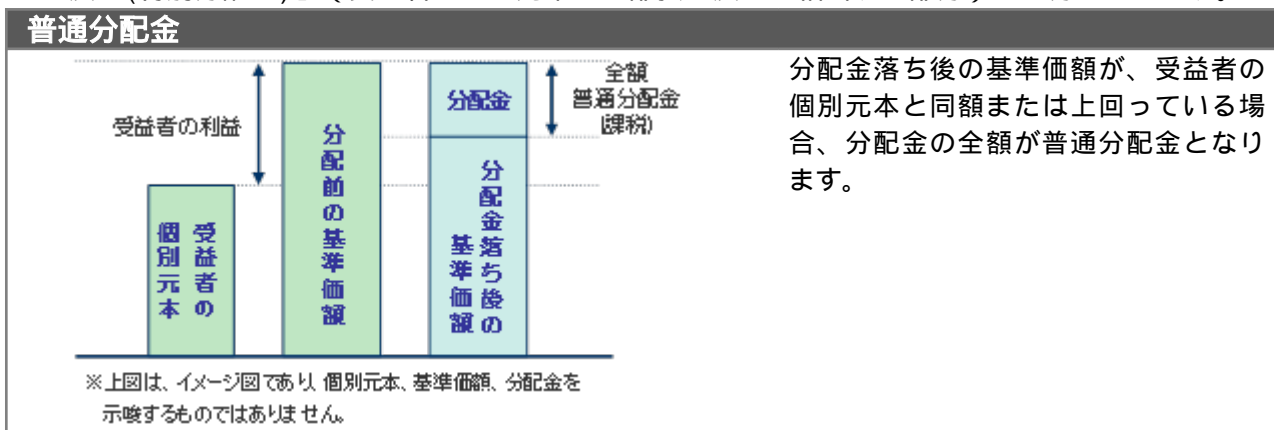 普通分配金
受益者の利益
受益者の
個別元本
分配前の基準価額
分配金
分配金落ち後の
基準価額
全額
普通分配金
(課税)
※上図は、イメージ図であり、個別元本、基準価額、分配金を
示唆するものではありません。
分配金落ち後の基準価額が、受益者の
個別元本と同額または上回っている場
合、分配金の全額が普通分配金となり
ます。